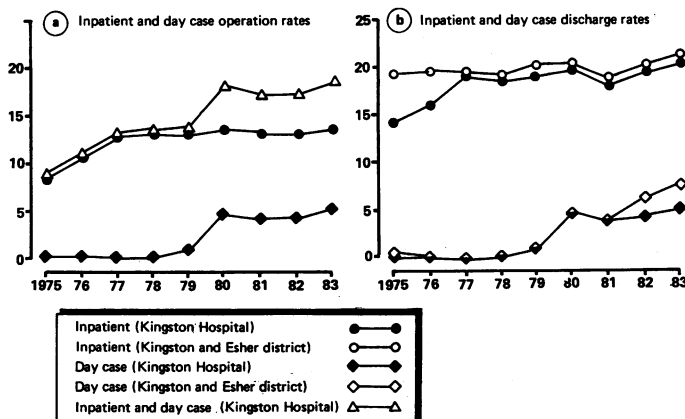 a Inpatient and day case operation rates
20
15
10
5
0
1975 76 77 78 79 80 81 82 83
b Inpatient and day case discharge rates
25
20
15
10
5
0
1975 76 77 78 79 80 81 82 83
Inpatient (Kingston Hospital)
Inpatient (Kingston and Esher district)
Day case (Kingston Hospital)
Day case (Kingston and Esher district)
Inpatient and day case (Kingston Hospital)